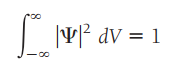 ∫_{-∞}^{∞} |Ψ|² dV = 1